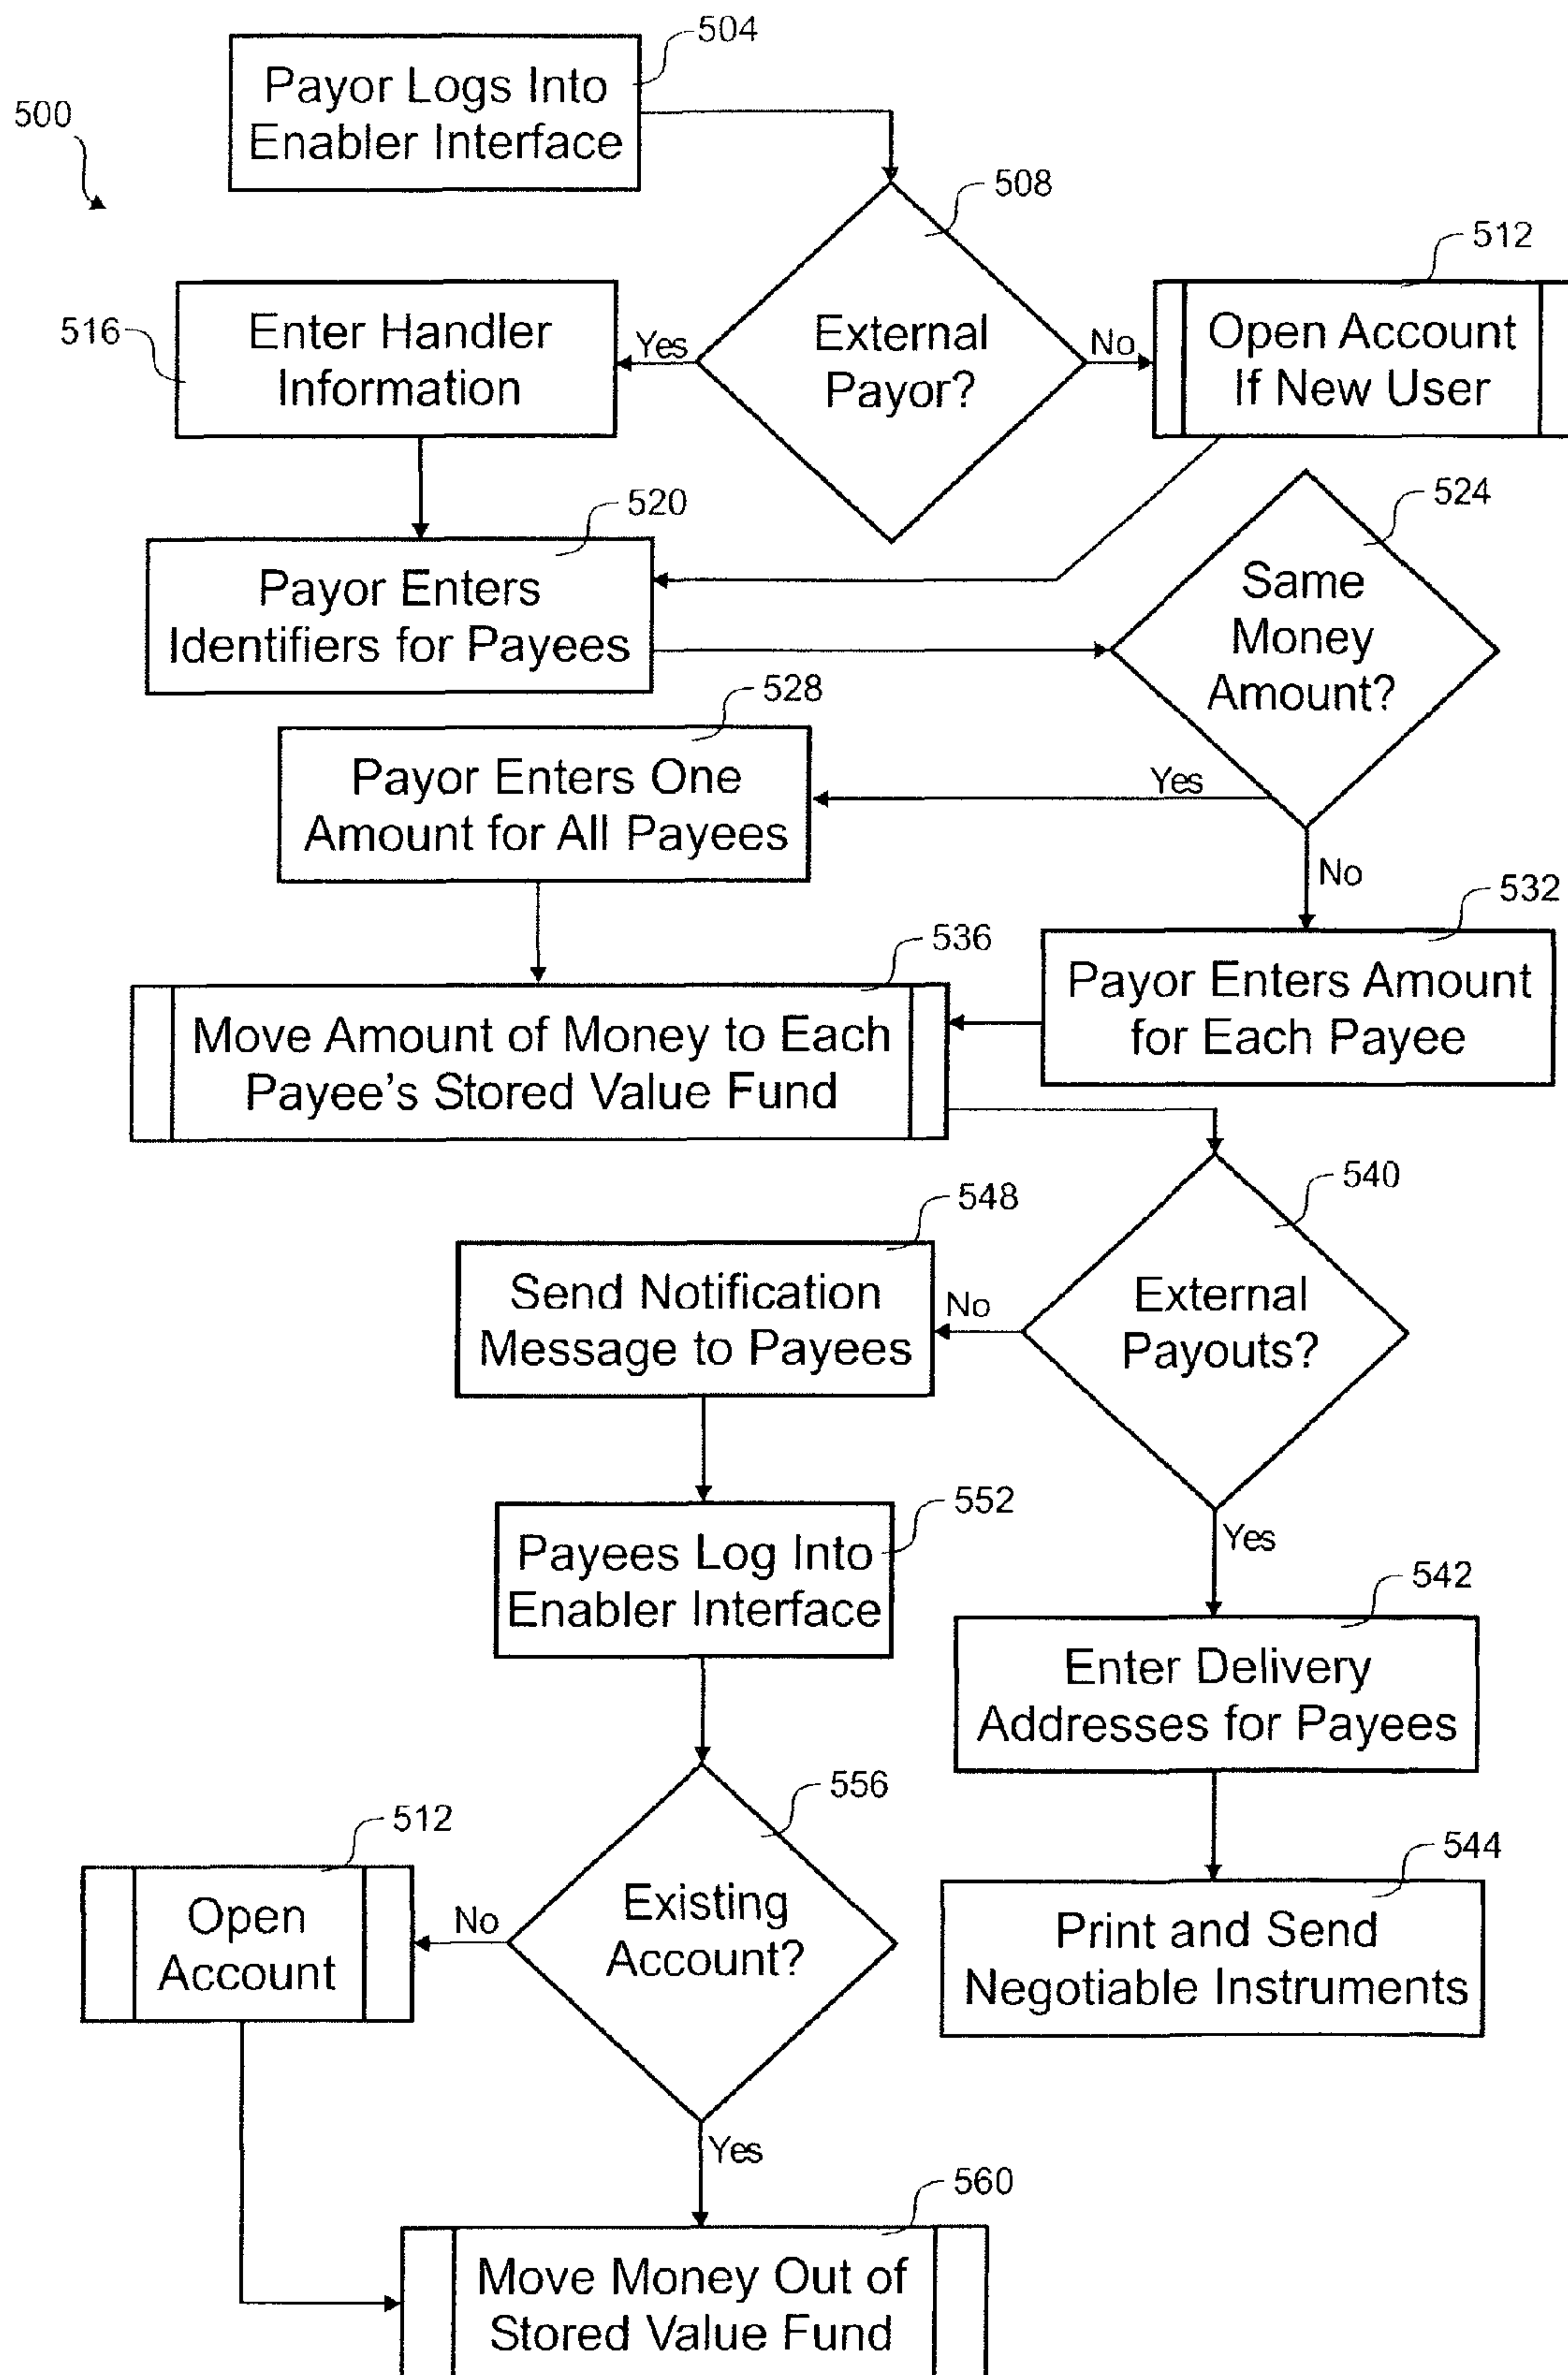 504
Payor Logs Into
Enabler Interface
500
508
512
516
Enter Handler
Information
Yes
External
Payor?
No
Open Account
If New User
520
524
Payor Enters
Identifiers for Payees
Same
Money
Amount?
528
Payor Enters One
Amount for All Payees
Yes
No
532
536
Payor Enters Amount
for Each Payee
Move Amount of Money to Each
Payee's Stored Value Fund
540
548
Send Notification
Message to Payees
No
External
Payouts?
Yes
552
Payees Log Into
Enabler Interface
542
Enter Delivery
Addresses for Payees
556
512
Open
Account
No
Existing
Account?
544
Print and Send
Negotiable Instruments
Yes
560
Move Money Out of
Stored Value Fund